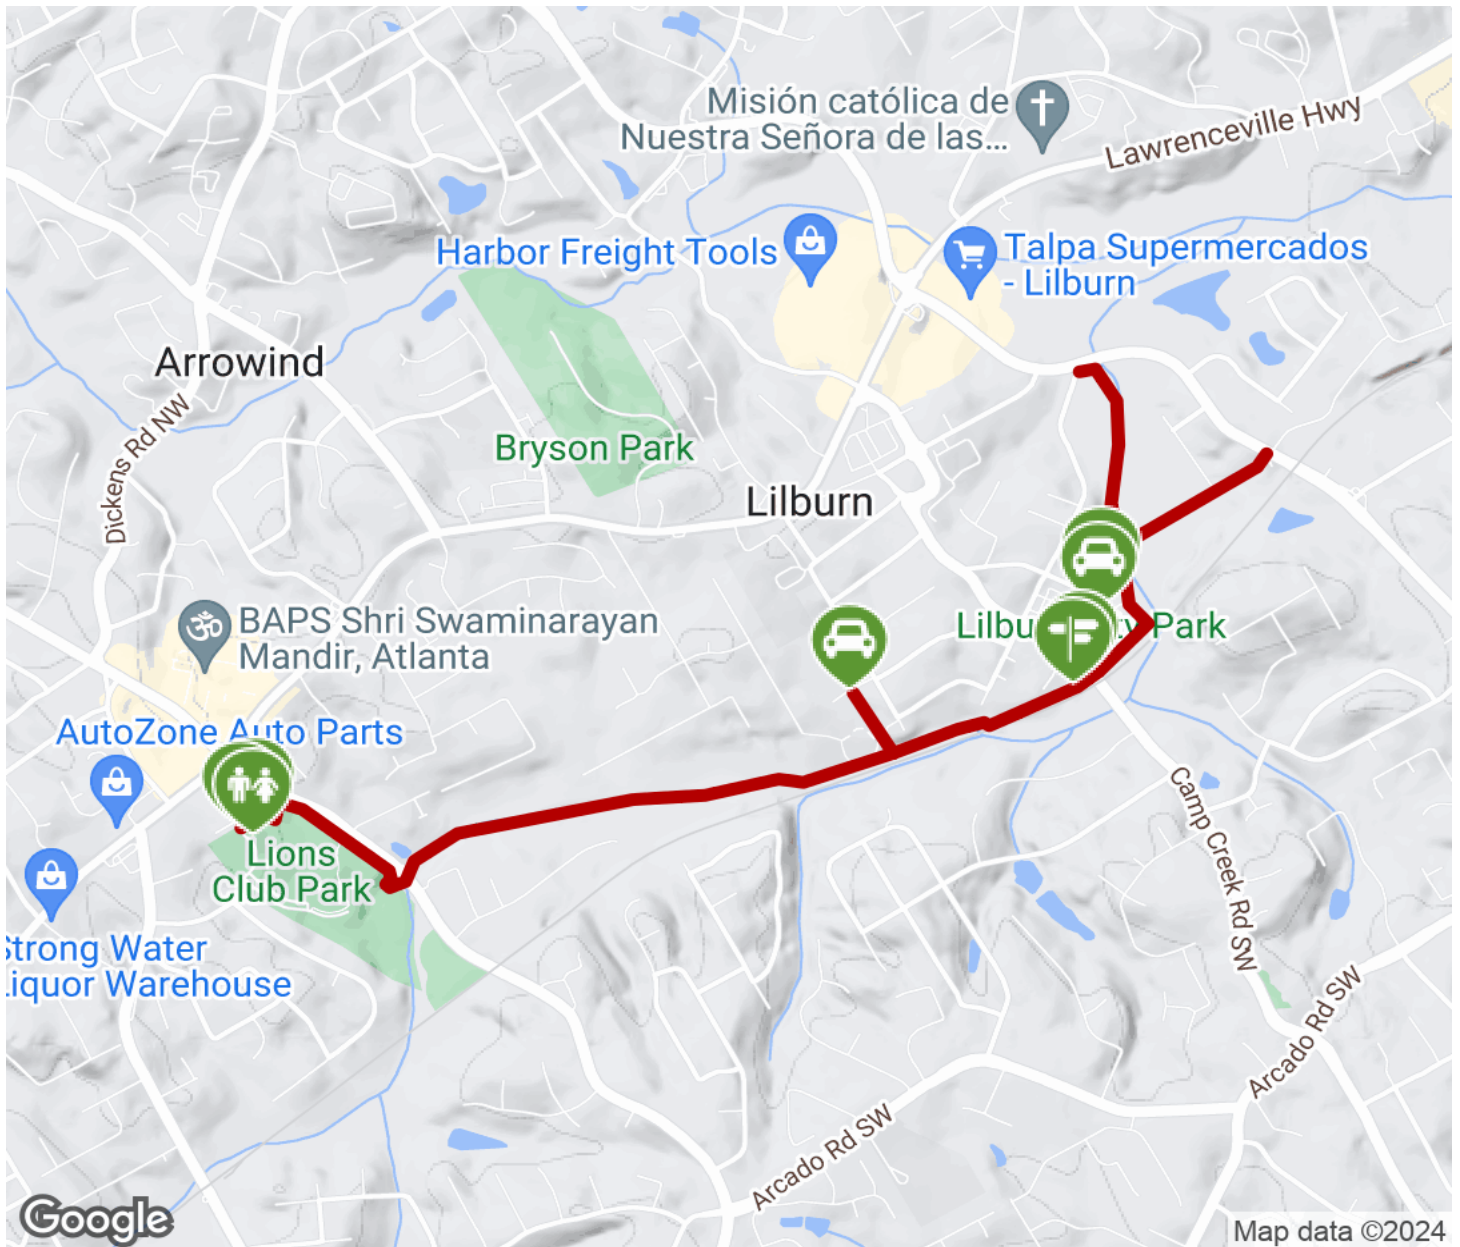 Misión católica de
Nuestra Señora de las...
Lawrenceville Hwy
Harbor Freight Tools
Talpa Supermercados
- Lilburn
Arrowind
Dickens Rd NW
Bryson Park
Lilburn
BAPS Shri Swaminarayan
Mandir, Atlanta
Park
AutoZone Auto Parts
Lions
Club Park
Camp Creek Rd SW
Strong Water
Liquor Warehouse
Arcado Rd SW
Arcado Rd SW
Google
Map data ©2024